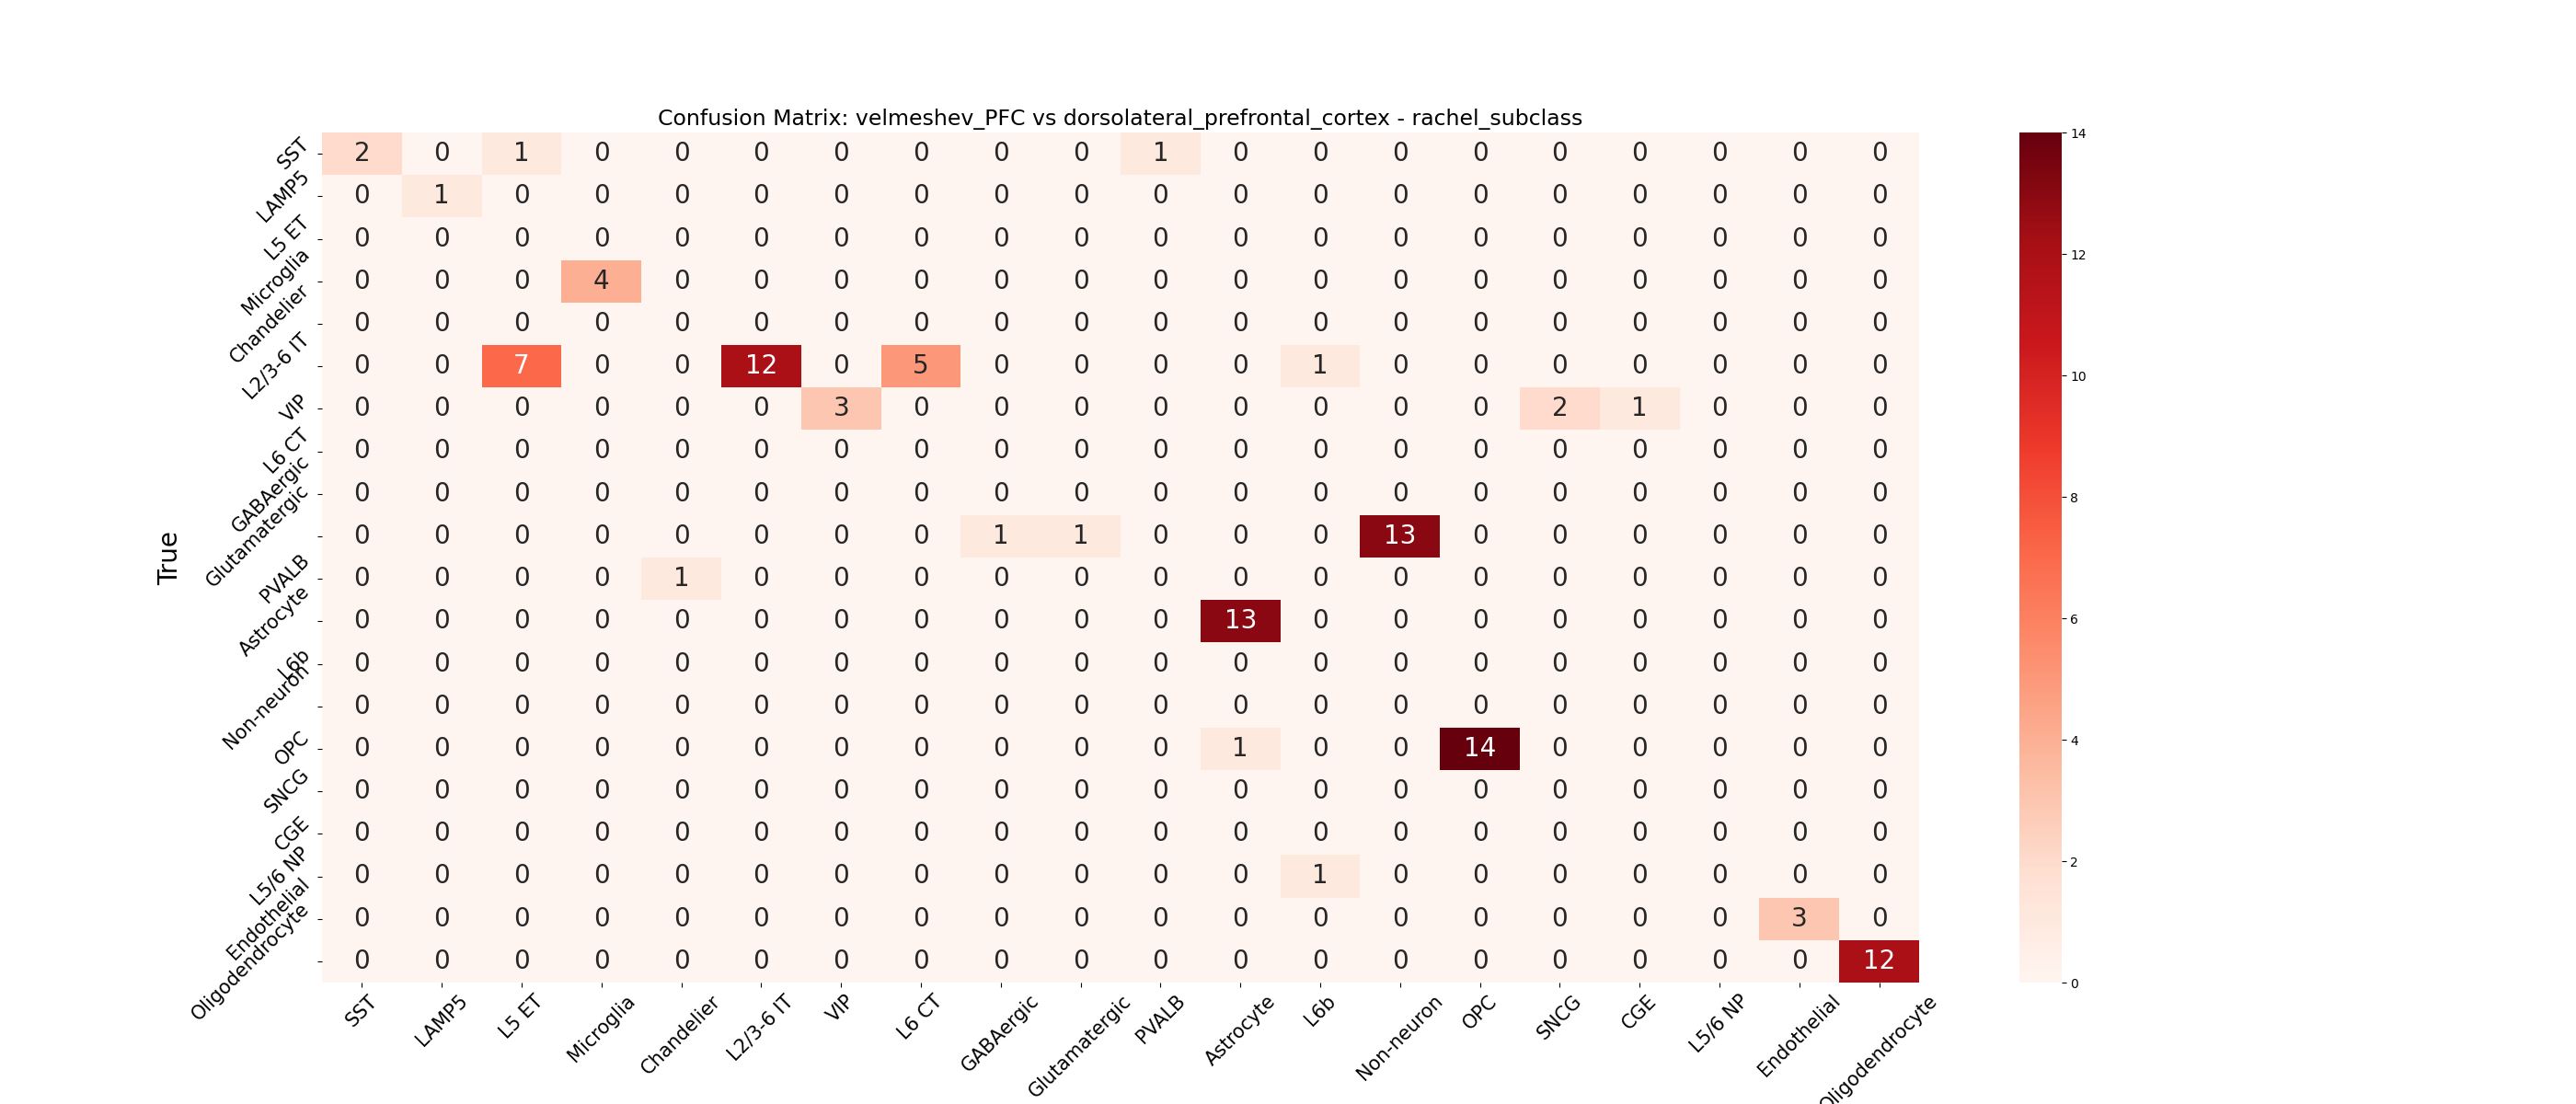 Confusion Matrix: velmeshev_PFC vs dorsolateral_prefrontal_cortex - rachel_subclass
SST 2 0 1 0 0 0 0 0 0 0 1 0 0 0 0 0 0 0 0 0
LAMP5 0 1 0 0 0 0 0 0 0 0 0 0 0 0 0 0 0 0 0 0
L5 ET 0 0 0 0 0 0 0 0 0 0 0 0 0 0 0 0 0 0 0 0
Microglia 0 0 0 4 0 0 0 0 0 0 0 0 0 0 0 0 0 0 0 0
Chandelier 0 0 0 0 0 0 0 0 0 0 0 0 0 0 0 0 0 0 0 0
L2/3-6 IT 0 0 7 0 0 12 0 5 0 0 0 0 1 0 0 0 0 0 0 0
VIP 0 0 0 0 0 0 3 0 0 0 0 0 0 0 0 2 1 0 0 0
L6 CT 0 0 0 0 0 0 0 0 0 0 0 0 0 0 0 0 0 0 0 0
GABAergic 0 0 0 0 0 0 0 0 0 0 0 0 0 0 0 0 0 0 0 0
Glutamatergic 0 0 0 0 0 0 0 0 1 1 0 0 0 13 0 0 0 0 0 0
PVALB 0 0 0 0 1 0 0 0 0 0 0 0 0 0 0 0 0 0 0 0
Astrocyte 0 0 0 0 0 0 0 0 0 0 0 13 0 0 0 0 0 0 0 0
L6b 0 0 0 0 0 0 0 0 0 0 0 0 0 0 0 0 0 0 0 0
Non-neuron 0 0 0 0 0 0 0 0 0 0 0 0 0 0 0 0 0 0 0 0
OPC 0 0 0 0 0 0 0 0 0 0 0 1 0 0 14 0 0 0 0 0
SNCG 0 0 0 0 0 0 0 0 0 0 0 0 0 0 0 0 0 0 0 0
CGE 0 0 0 0 0 0 0 0 0 0 0 0 0 0 0 0 0 0 0 0
L5/6 NP 0 0 0 0 0 0 0 0 0 0 0 0 1 0 0 0 0 0 0 0
Endothelial 0 0 0 0 0 0 0 0 0 0 0 0 0 0 0 0 0 0 3 0
Oligodendrocyte 0 0 0 0 0 0 0 0 0 0 0 0 0 0 0 0 0 0 0 12
True
SST LAMP5 L5 ET Microglia Chandelier L2/3-6 IT VIP L6 CT GABAergic Glutamatergic PVALB Astrocyte L6b Non-neuron OPC SNCG CGE L5/6 NP Endothelial Oligodendrocyte
14
12
10
8
6
4
2
0